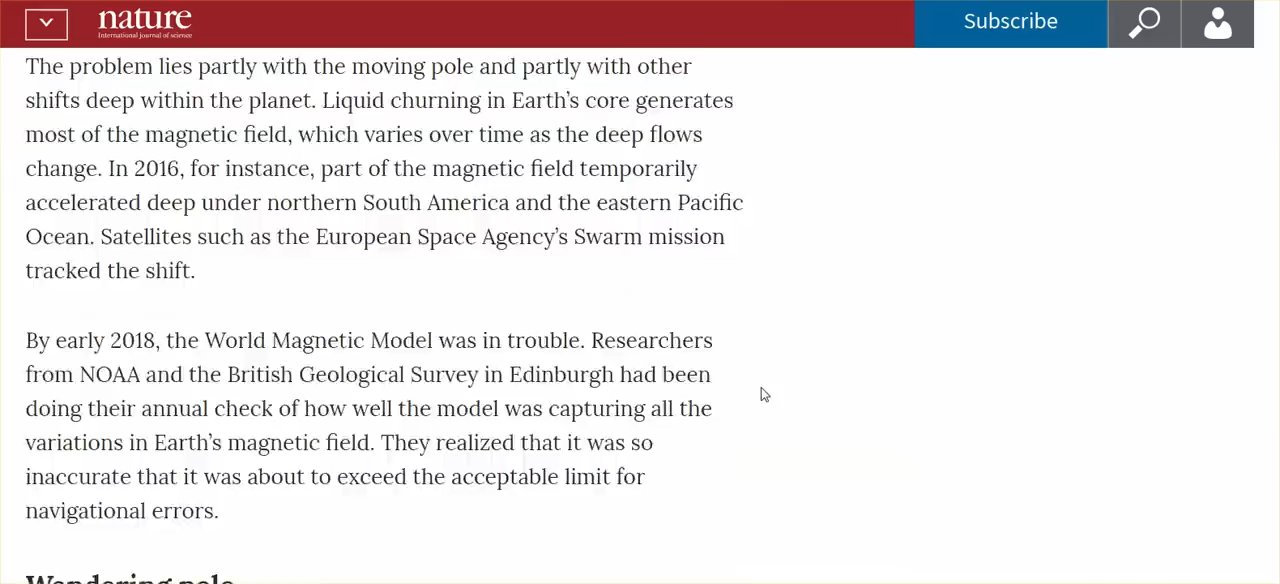 nature
International journal of science
Subscribe
The problem lies partly with the moving pole and partly with other
shifts deep within the planet. Liquid churning in Earth’s core generates
most of the magnetic field, which varies over time as the deep flows
change. In 2016, for instance, part of the magnetic field temporarily
accelerated deep under northern South America and the eastern Pacific
Ocean. Satellites such as the European Space Agency’s Swarm mission
tracked the shift.
By early 2018, the World Magnetic Model was in trouble. Researchers
from NOAA and the British Geological Survey in Edinburgh had been
doing their annual check of how well the model was capturing all the
variations in Earth’s magnetic field. They realized that it was so
inaccurate that it was about to exceed the acceptable limit for
navigational errors.
Wandering pole